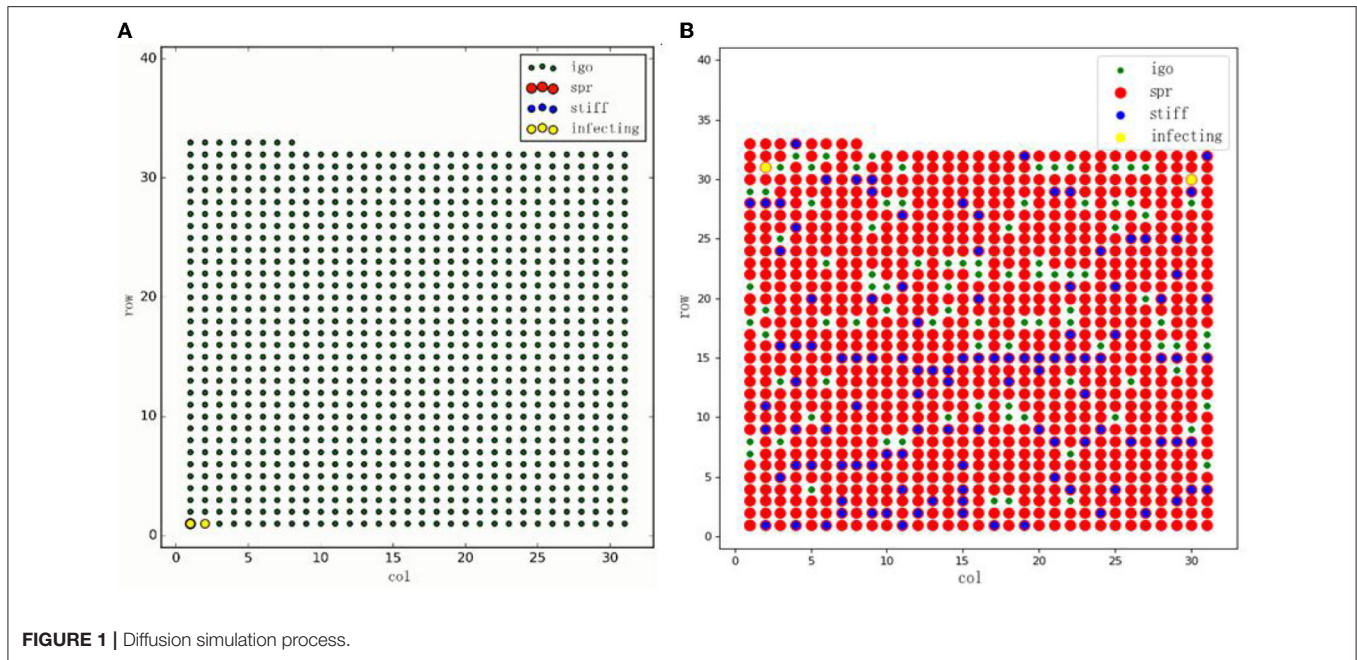 A
40
30
20
10
0
row
0 5 10 15 20 25 30
col
igo
spr
stiff
infecting
B
40
35
30
25
20
15
10
5
0
row
0 5 10 15 20 25 30
col
igo
spr
stiff
infecting
FIGURE 1 | Diffusion simulation process.